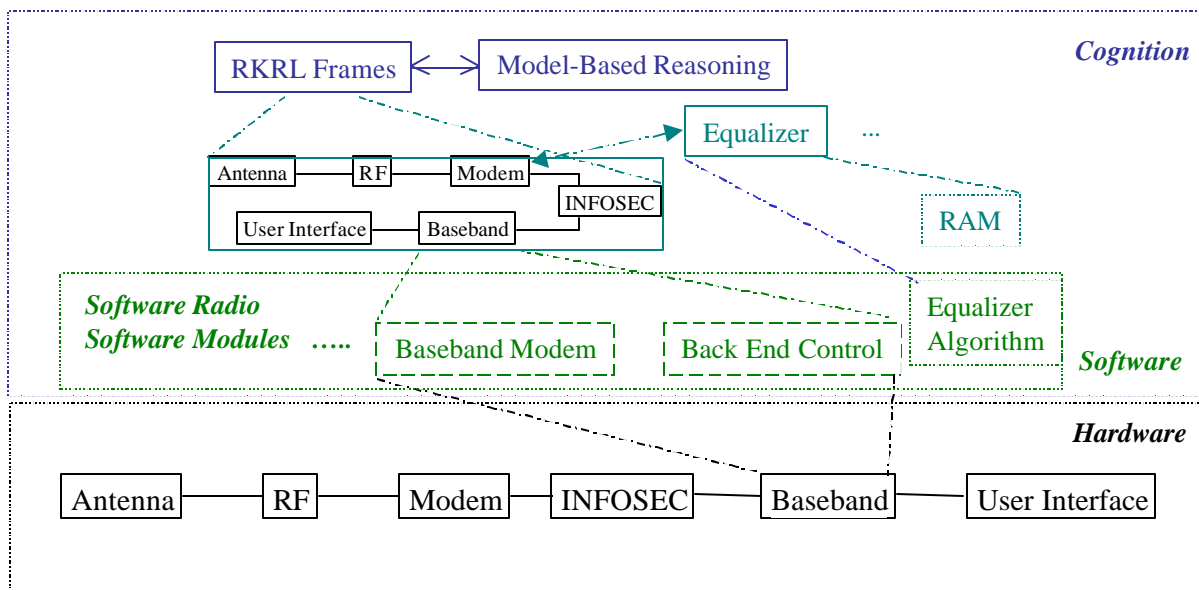 Cognition
RKRL Frames
Model-Based Reasoning
Equalizer
...
Antenna
RF
Modem
INFOSEC
RAM
User Interface
Baseband
Software Radio
Software Modules …..
Equalizer
Algorithm
Baseband Modem
Back End Control
Software
Hardware
Antenna
RF
Modem
INFOSEC
Baseband
User Interface